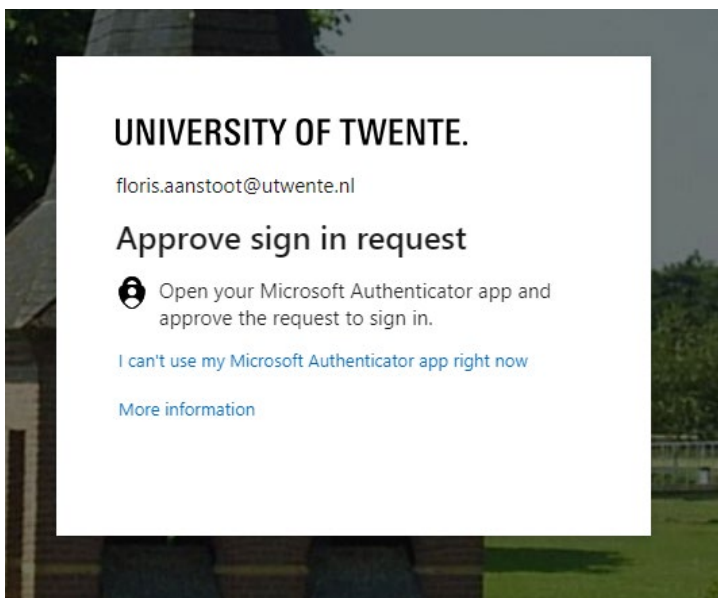 UNIVERSITY OF TWENTE.
floris.aanstoot@utwente.nl
Approve sign in request
Open your Microsoft Authenticator app and
approve the request to sign in.
I can't use my Microsoft Authenticator app right now
More information